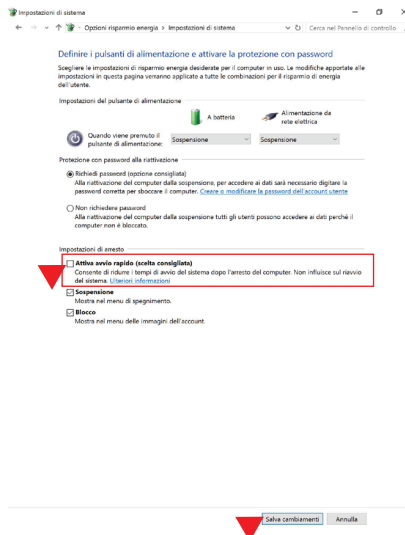 Impostazioni di sistema
Opzioni risparmio energia > Impostazioni di sistema
Cerca nel Pannello di controllo
Definire i pulsanti di alimentazione e attivare la protezione con password
Scegliere le impostazioni di risparmio energia desiderate per il computer in uso. Le modifiche apportate alle
impostazioni in questa pagina verranno applicate a tutte le combinazioni per il risparmio di energia
dell'utente.
Impostazioni del pulsante di alimentazione
A batteria
Alimentazione da
rete elettrica
Quando viene premuto il
pulsante di alimentazione:
Sospensione
Sospensione
Protezione con password alla riattivazione
Richiedi password (opzione consigliata)
Alla riattivazione del computer dalla sospensione, per accedere ai dati sarà necessario digitare la
password corretta per sboccare il computer. Creare o modificare la password dell'account utente
Non richiedere password
Alla riattivazione del computer dalla sospensione tutti gli utenti possono accedere ai dati perché il
computer non è bloccato.
Impostazioni di arresto
Attiva avvio rapido (scelta consigliata)
Consente di ridurre i tempi di avvio del sistema dopo l'arresto del computer. Non influisce sul riavvio
del sistema. Ulteriori informazioni
Sospensione
Mostra nel menu di spegnimento.
Blocco
Mostra nel menu delle immagini dell'account.
Salva cambiamenti
Annulla